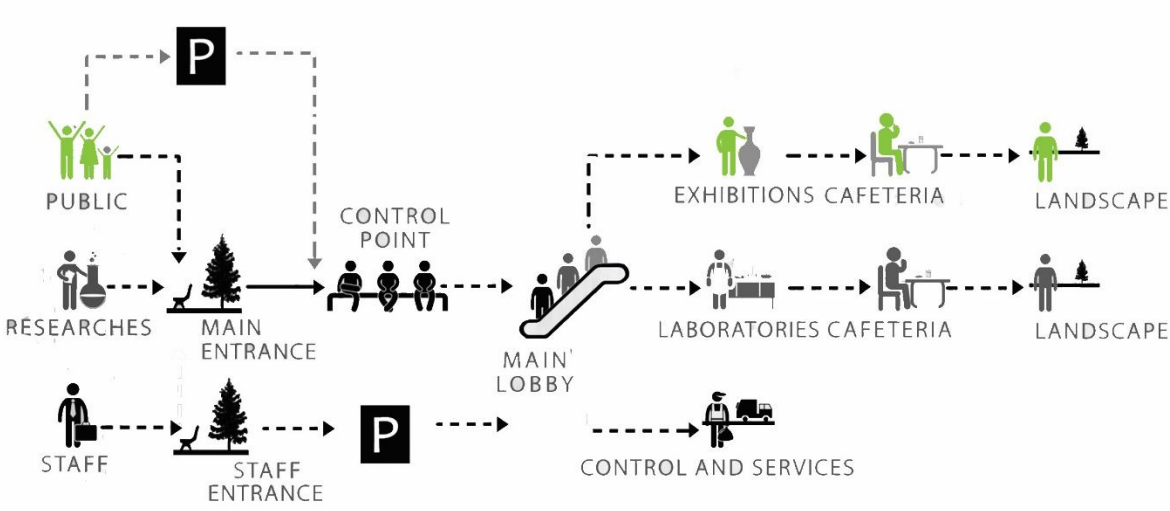 P
PUBLIC
CONTROL
POINT
EXHIBITIONS
CAFETERIA
LANDSCAPE
RESEARCHES
MAIN
ENTRANCE
MAIN'
LOBBY
LABORATORIES
CAFETERIA
LANDSCAPE
STAFF
STAFF
ENTRANCE
P
CONTROL AND SERVICES